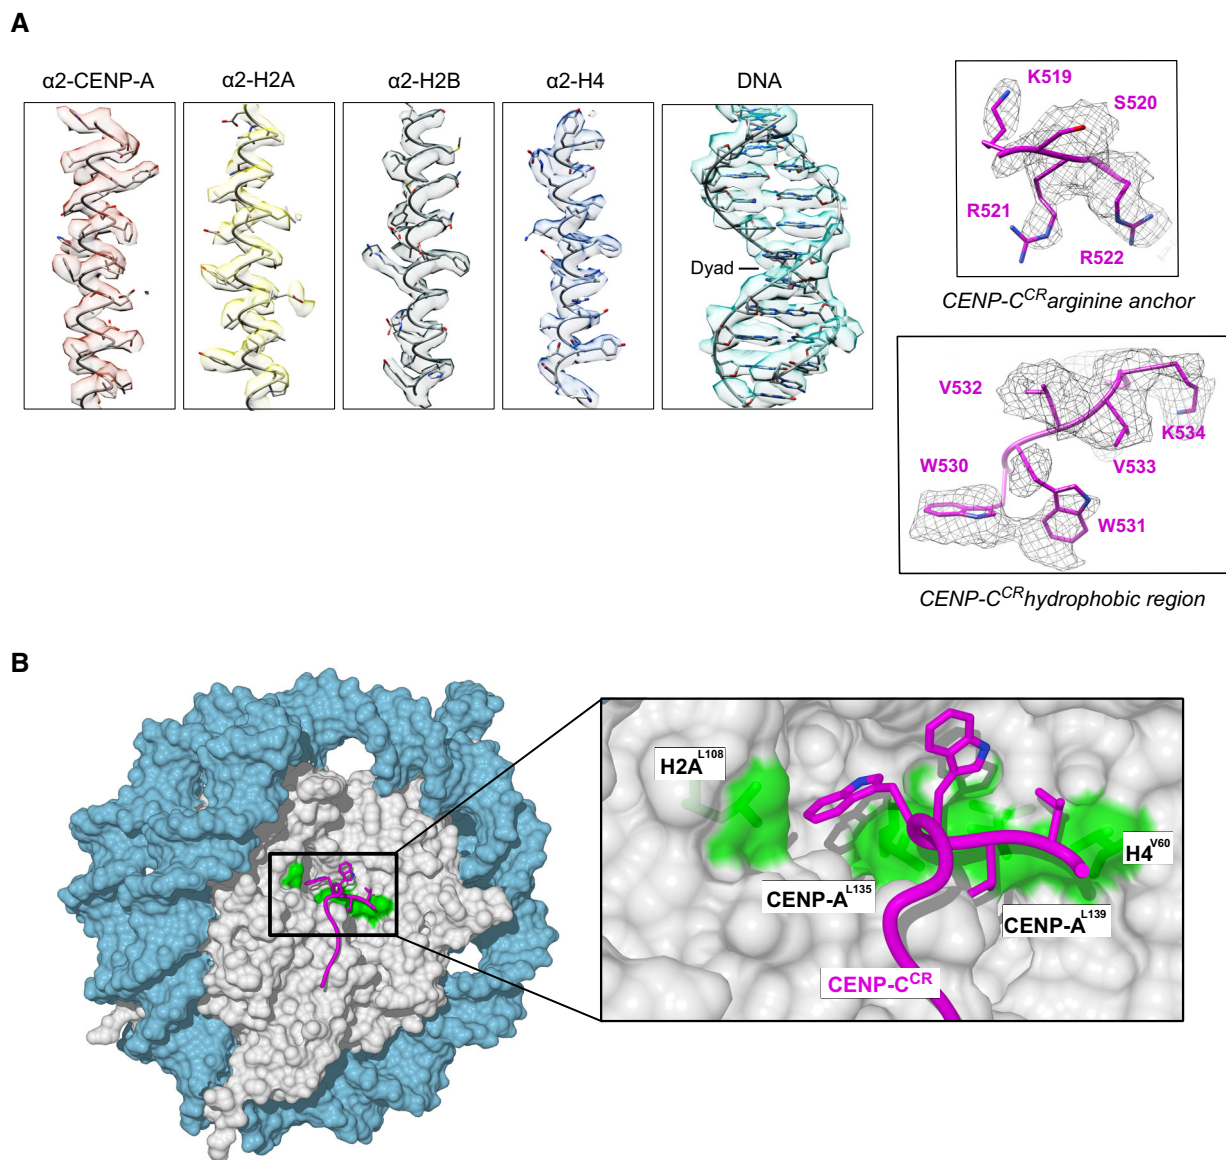 A
α2-CENP-A
α2-H2A
α2-H2B
α2-H4
DNA
Dyad
K519
S520
R521
R522
CENP-C^CR arginine anchor
V532
K534
W530
V533
W531
CENP-C^CR hydrophobic region
B
H2A^L108
H4^V60
CENP-A^L135
CENP-A^L139
CENP-C^CR